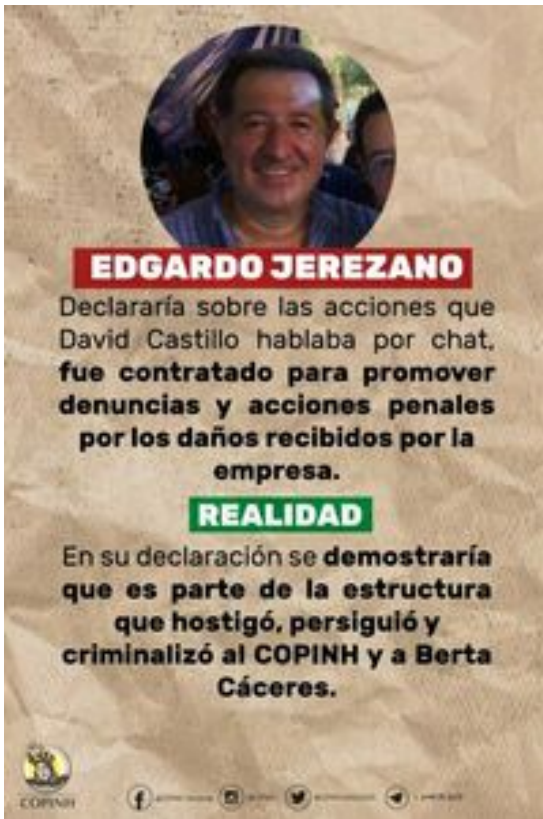 EDGARDO JEREZANO
Declararía sobre las acciones que
David Castillo hablaba por chat,
fue contratado para promover
denuncias y acciones penales
por los daños recibidos por la
empresa.
REALIDAD
En su declaración se demostraría
que es parte de la estructura
que hostigó, persiguió y
criminalizó al COPINH y a Berta
Cáceres.
COPINH